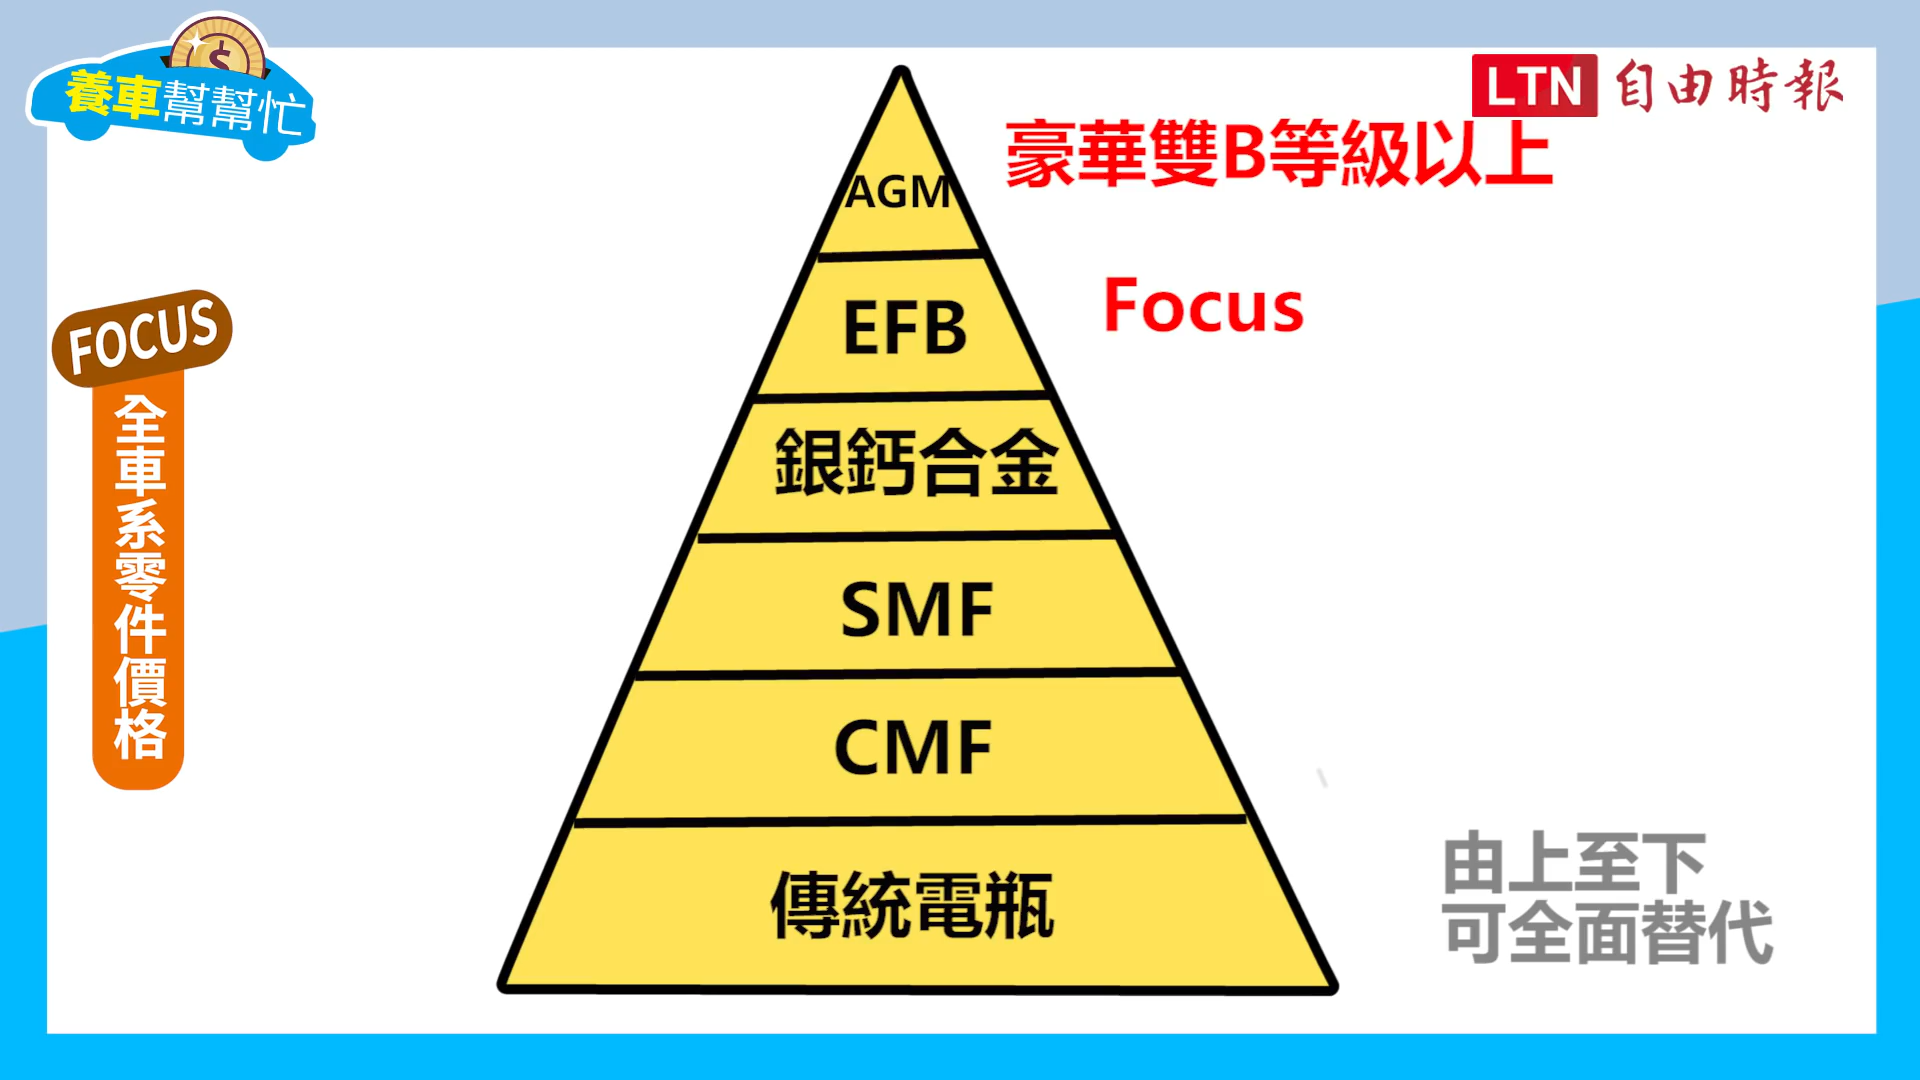 養車幫幫忙
LTN 自由時報
豪華雙B等級以上
AGM
EFB
Focus
銀鈣合金
SMF
CMF
傳統電瓶
FOCUS
全車系零件價格
由上至下
可全面替代